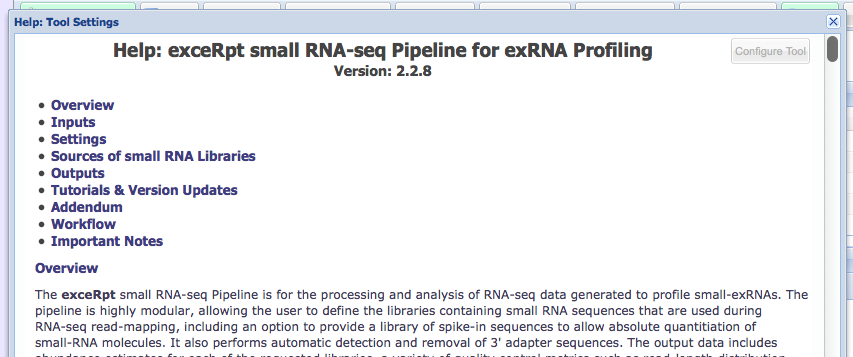 Help: Tool Settings
Help: exceRpt small RNA-seq Pipeline for exRNA Profiling
Configure Tool
Version: 2.2.8
Overview
Inputs
Settings
Sources of small RNA Libraries
Outputs
Tutorials & Version Updates
Addendum
Workflow
Important Notes
Overview
The exceRpt small RNA-seq Pipeline is for the processing and analysis of RNA-seq data generated to profile small-exRNAs. The
pipeline is highly modular, allowing the user to define the libraries containing small RNA sequences that are used during
RNA-seq read-mapping, including an option to provide a library of spike-in sequences to allow absolute quantitiation of
small-RNA molecules. It also performs automatic detection and removal of 3' adapter sequences. The output data includes
abundance estimates for each of the requested libraries, a variety of quality control metrics such as read-length distribution,